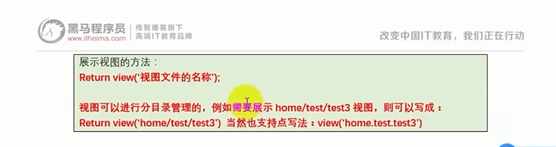 黑马程序员
www.itheima.com
传智播客旗下
高端IT教育品牌
改变中国IT教育，我们正在行动
展示视图的方法：
Return view('视图文件的名称');
视图可以进行分目录管理的，例如需要展示 home/test/test3 视图，则可以写成：
Return view('home/test/test3') 当然也支持点写法：view('home.test.test3')